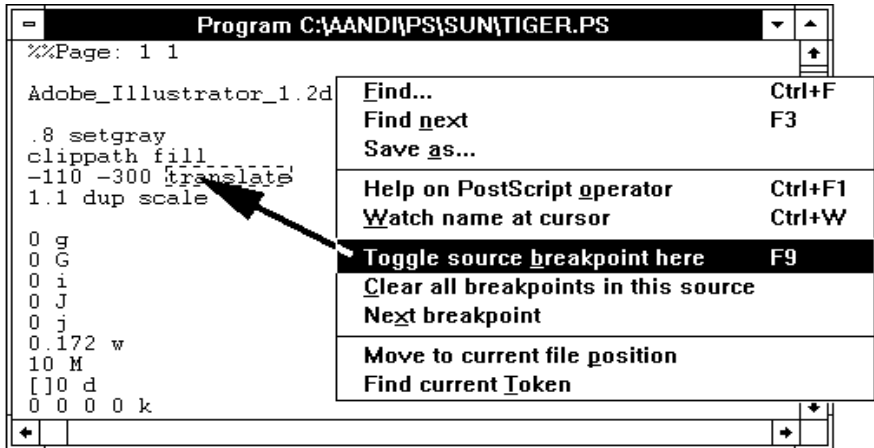 Program C:\AANDI\PS\SUN\TIGER.PS
%%Page: 1 1
Adobe_Illustrator_1.2d
.8 setgray
clippath fill
-110 -300 translate
1.1 dup scale
0 g
0 G
0 i
0 J
0 j
0.172 w
10 M
[]0 d
0 0 0 0 k
Find... Ctrl+F
Find next F3
Save as...
Help on PostScript operator Ctrl+F1
Watch name at cursor Ctrl+W
Toggle source breakpoint here F9
Clear all breakpoints in this source
Next breakpoint
Move to current file position
Find current Token